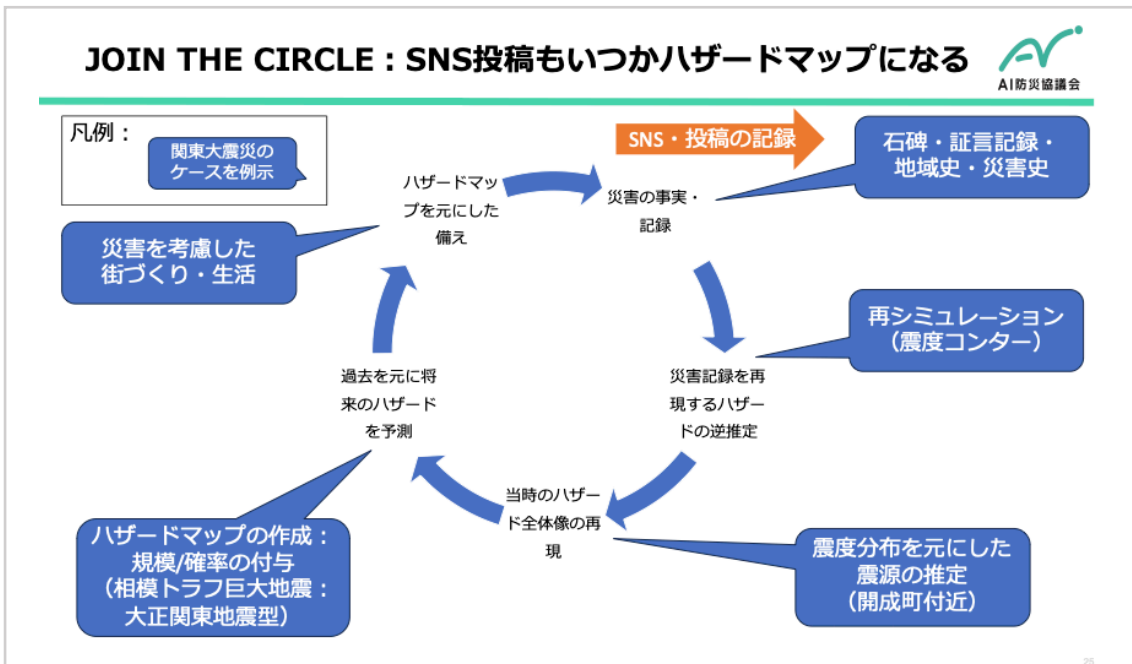 JOIN THE CIRCLE：SNS投稿もいつかハザードマップになる
AI防災協議会
凡例：
関東大震災の
ケースを例示
SNS・投稿の記録
石碑・証言記録・
地域史・災害史
ハザードマッ
プを元にした
備え
災害の事実・
記録
災害を考慮した
街づくり・生活
再シミュレーション
（震度コンター）
過去を元に将
来のハザード
を予測
災害記録を再
現するハザー
ドの逆推定
当時のハザー
ド全体像の再
現
ハザードマップの作成：
規模/確率の付与
（相模トラフ巨大地震：
大正関東地震型）
震度分布を元にした
震源の推定
（開成町付近）
25